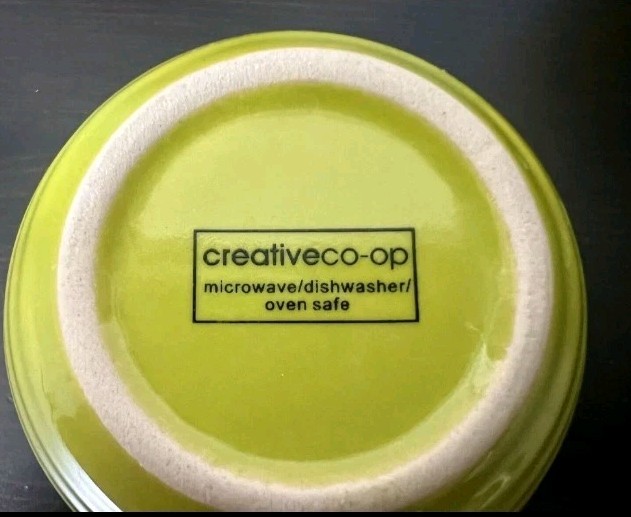 creativeco-op
microwave/dishwasher/
oven safe